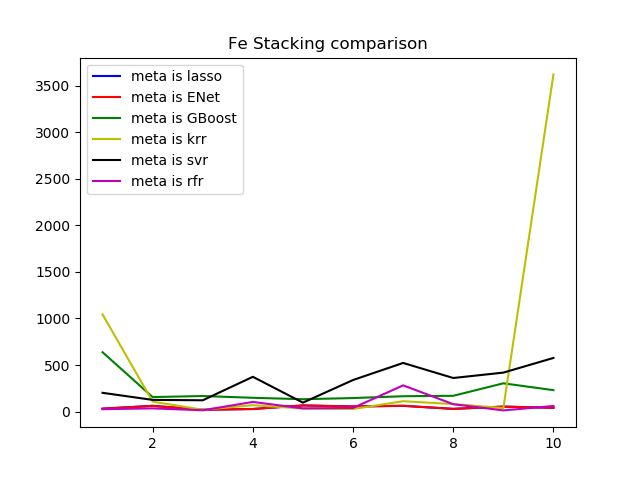 Fe Stacking comparison
meta is lasso
meta is ENet
meta is GBoost
meta is krr
meta is svr
meta is rfr
3500
3000
2500
2000
1500
1000
500
0
2 4 6 8 10